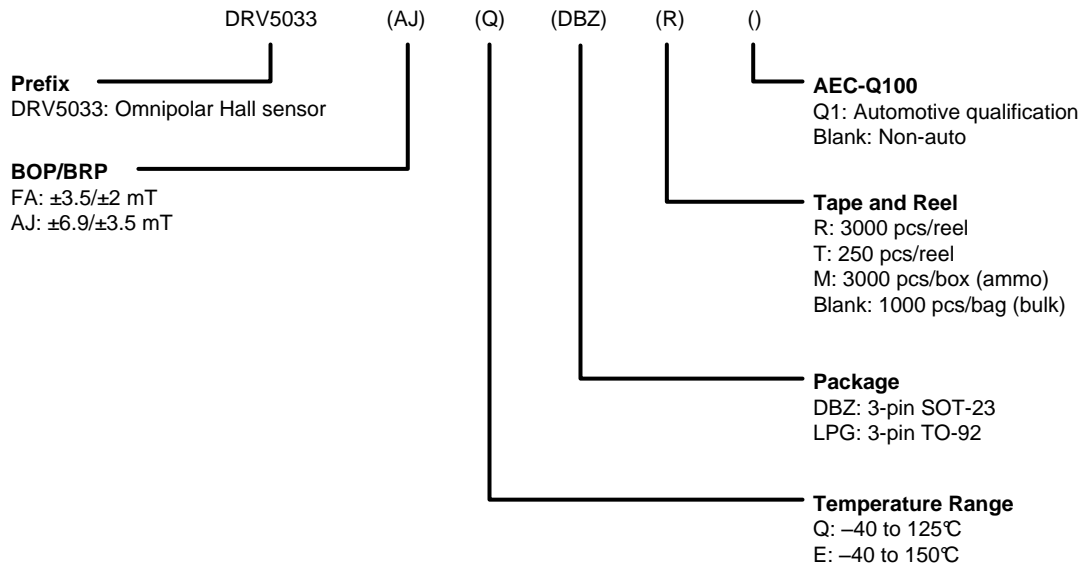 DRV5033 (AJ) (Q) (DBZ) (R) ()
Prefix
DRV5033: Omnipolar Hall sensor
BOP/BRP
FA: ±3.5/±2 mT
AJ: ±6.9/±3.5 mT
AEC-Q100
Q1: Automotive qualification
Blank: Non-auto
Tape and Reel
R: 3000 pcs/reel
T: 250 pcs/reel
M: 3000 pcs/box (ammo)
Blank: 1000 pcs/bag (bulk)
Package
DBZ: 3-pin SOT-23
LPG: 3-pin TO-92
Temperature Range
Q: –40 to 125℃
E: –40 to 150℃